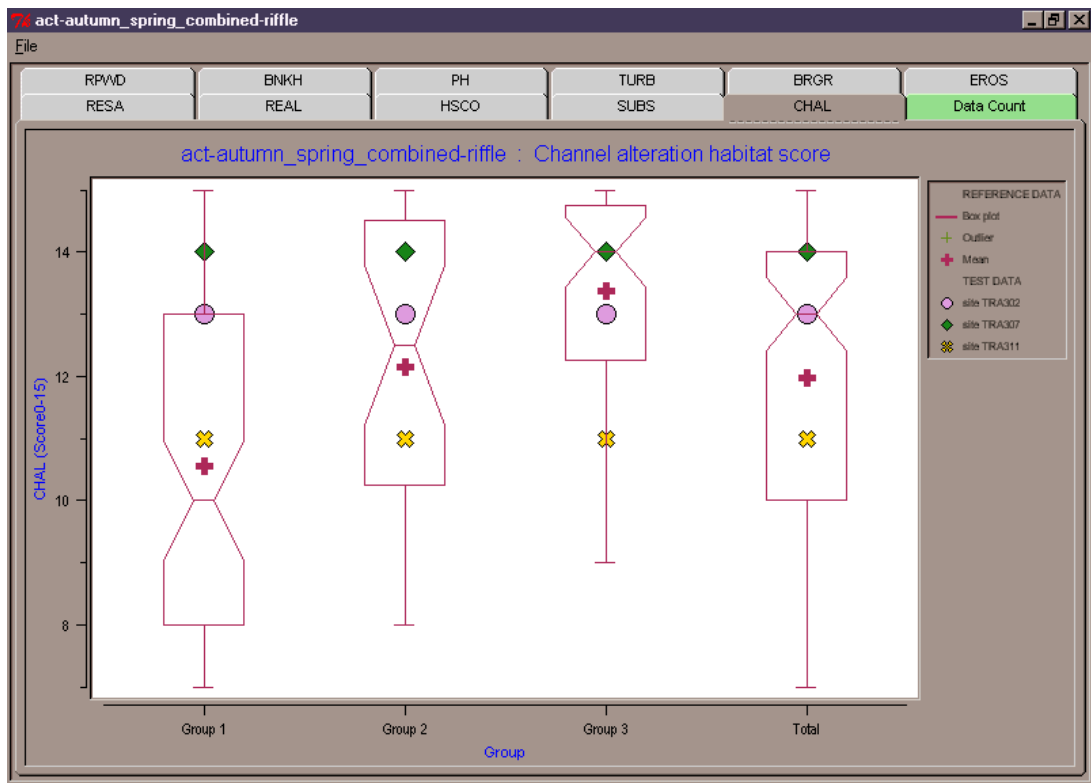 act-autumn_spring_combined-riffle
File
RPWD BNKH PH TURB BRGR EROS
RESA REAL HSCO SUBS CHAL Data Count
act-autumn_spring_combined-riffle : Channel alteration habitat score
REFERENCE DATA
Box plot
Outlier
Mean
TEST DATA
site TRA302
site TRA307
site TRA311
CHAL (Score0-15)
14
12
10
8
Group 1 Group 2 Group 3 Total
Group